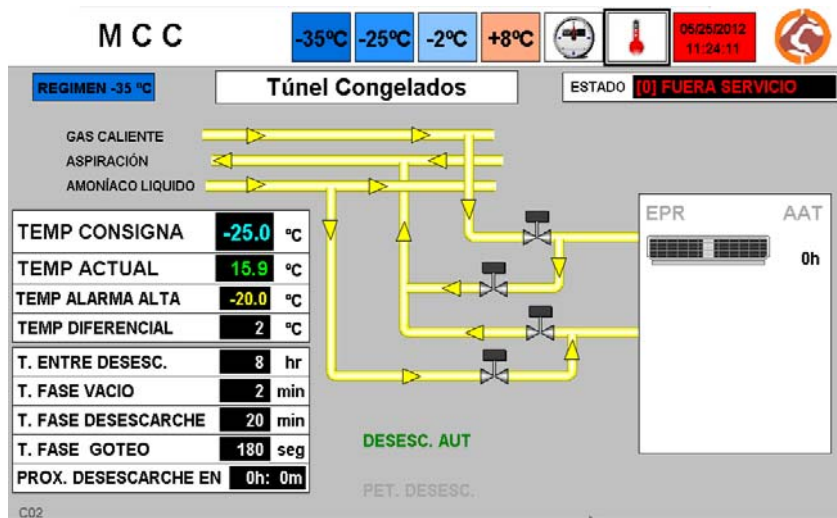 MCC
-35ºC -25ºC -2ºC +8ºC
05/25/2012
11:24:11
REGIMEN -35 ºC
Túnel Congelados
ESTADO [0] FUERA SERVICIO
GAS CALIENTE
ASPIRACIÓN
AMONÍACO LIQUIDO
TEMP CONSIGNA -25.0 ºC
TEMP ACTUAL 15.9 ºC
TEMP ALARMA ALTA -20.0 ºC
TEMP DIFERENCIAL 2 ºC
T. ENTRE DESESC. 8 hr
T. FASE VACIO 2 min
T. FASE DESESCARCHE 20 min
T. FASE GOTEO 180 seg
PROX. DESESCARCHE EN 0h: 0m
EPR AAT
0h
DESESC. AUT
PET. DESESC.
C02